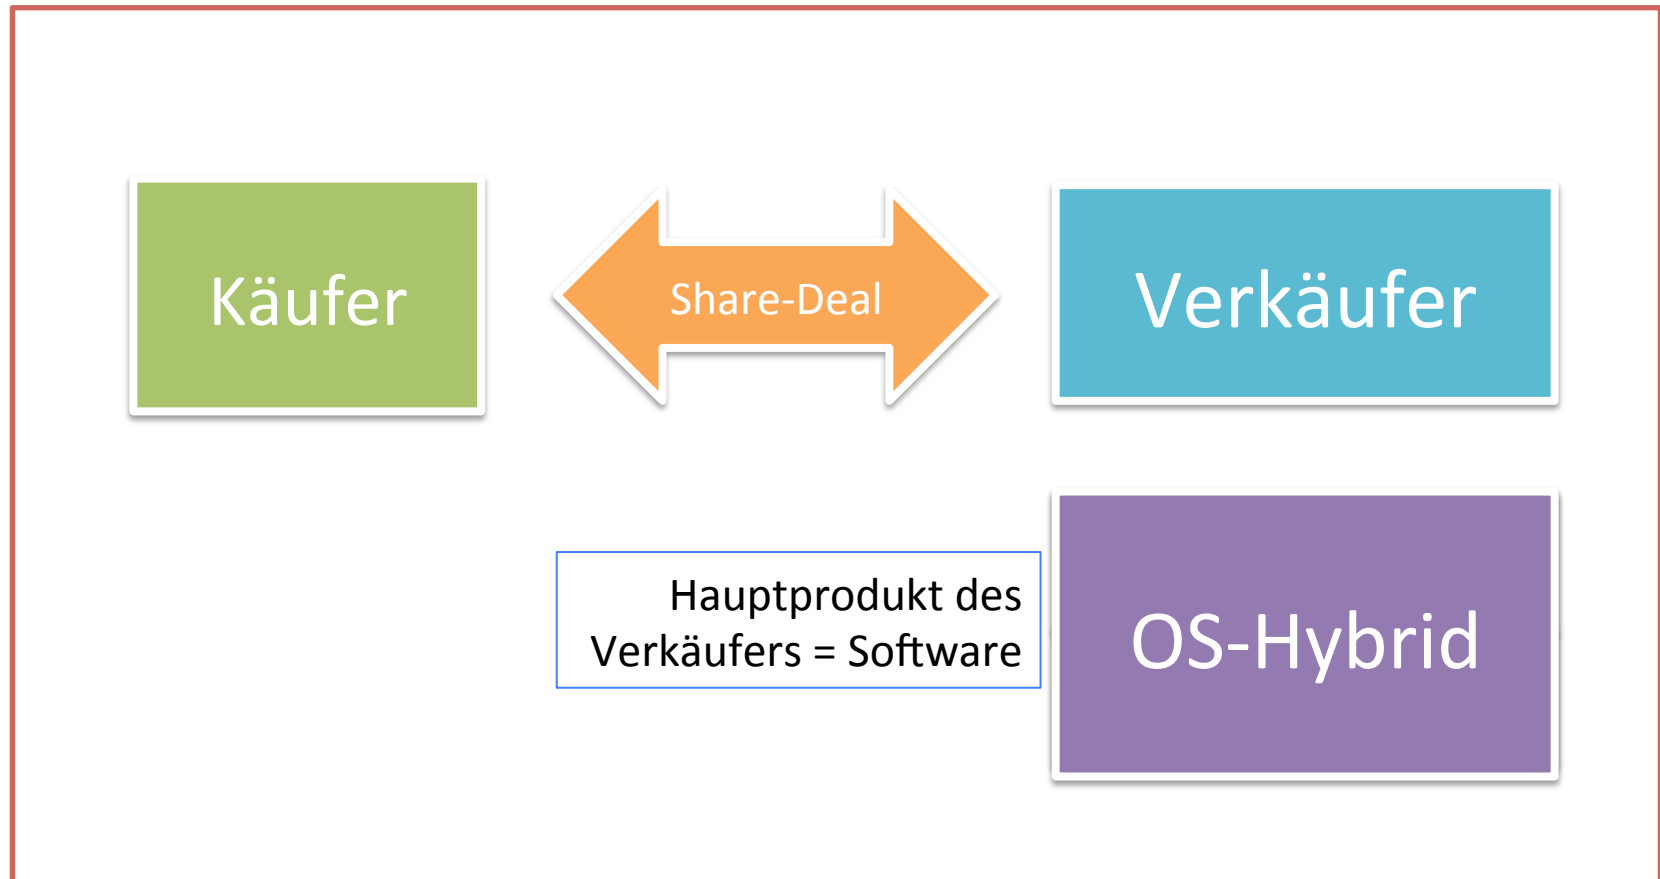 Käufer
Share-Deal
Verkäufer
Hauptprodukt des
Verkäufers = Software
OS-Hybrid